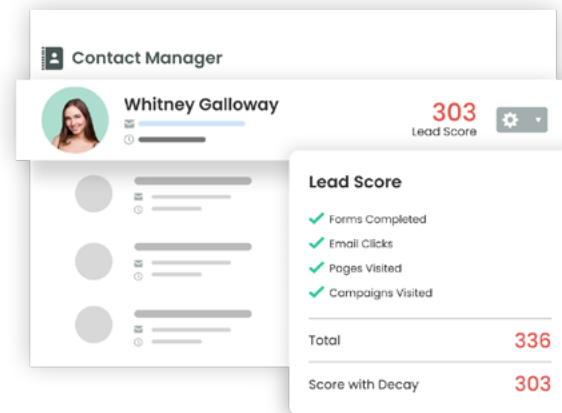 Contact Manager
Whitney Galloway
303
Lead Score
Lead Score
Forms Completed
Email Clicks
Pages Visited
Campaigns Visited
Total 336
Score with Decay 303